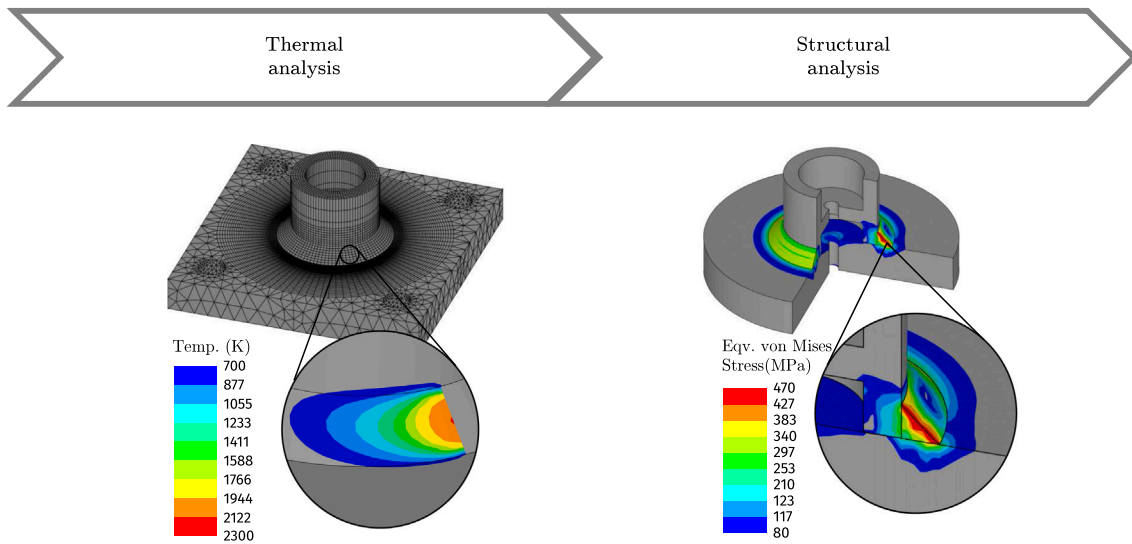 Thermal
analysis
Structural
analysis
Temp. (K)
700
877
1055
1233
1411
1588
1766
1944
2122
2300
Eqv. von Mises
Stress(MPa)
470
427
383
340
297
253
210
123
117
80